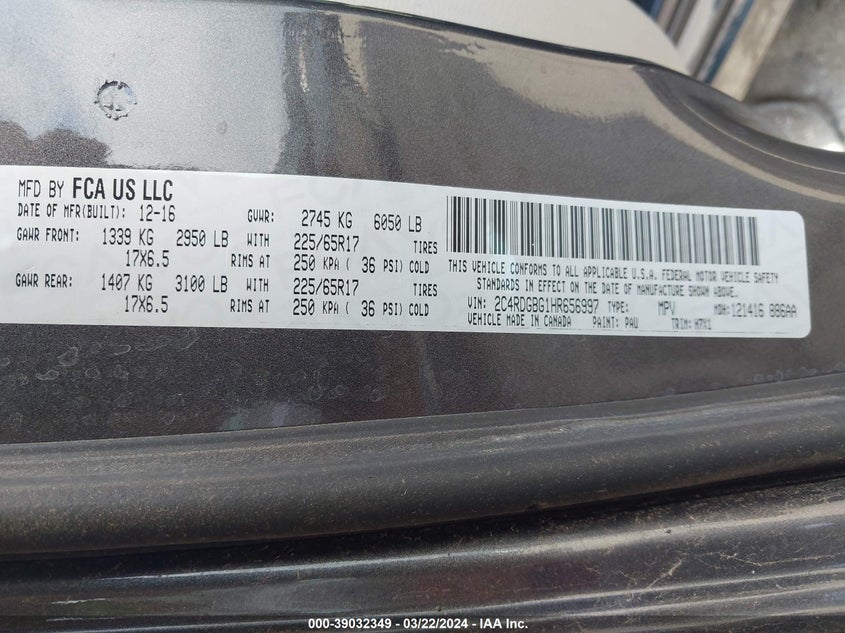 MFD BY FCA US LLC
DATE OF MFR(BUILT): 12-16 GVWR: 2745 KG 6050 LB
GAWR FRONT: 1339 KG 2950 LB WITH 225/65R17 TIRES
17X6.5 RIMS AT 250 KPA ( 36 PSI) COLD
GAWR REAR: 1407 KG 3100 LB WITH 225/65R17 TIRES
17X6.5 RIMS AT 250 KPA ( 36 PSI) COLD
THIS VEHICLE CONFORMS TO ALL APPLICABLE U.S.A. FEDERAL MOTOR VEHICLE SAFETY
STANDARDS IN EFFECT ON THE DATE OF MANUFACTURE SHOWN ABOVE.
VIN: 2C4RDGBG1HR656997 TYPE: MPV MDH: 121416 886AA
VEHICLE MADE IN CANADA PAINT: PAU TRIM: H7X1
000-39032349 - 03/22/2024 - IAA Inc.